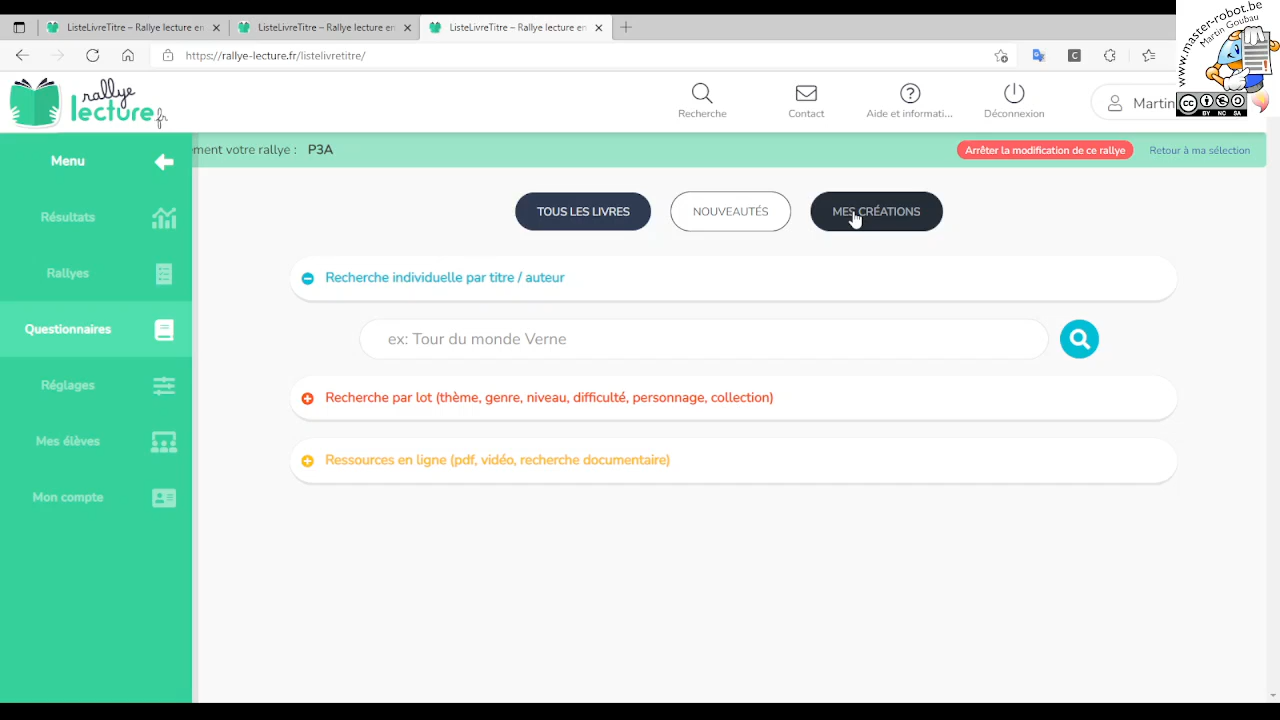 ListeLivreTitre – Rallye lecture en
ListeLivreTitre – Rallye lecture en
ListeLivreTitre – Rallye lecture en
https://rallye-lecture.fr/listelivretitre/
www.master-robot.be
Martin Goubau
BY NC SA
rallye
lecture.fr
Recherche
Contact
Aide et informati...
Déconnexion
Martin
Menu
ment votre rallye : P3A
Arrêter la modification de ce rallye
Retour à ma sélection
Résultats
Rallyes
Questionnaires
Réglages
Mes élèves
Mon compte
TOUS LES LIVRES
NOUVEAUTÉS
MES CRÉATIONS
Recherche individuelle par titre / auteur
ex: Tour du monde Verne
Recherche par lot (thème, genre, niveau, difficulté, personnage, collection)
Ressources en ligne (pdf, vidéo, recherche documentaire)